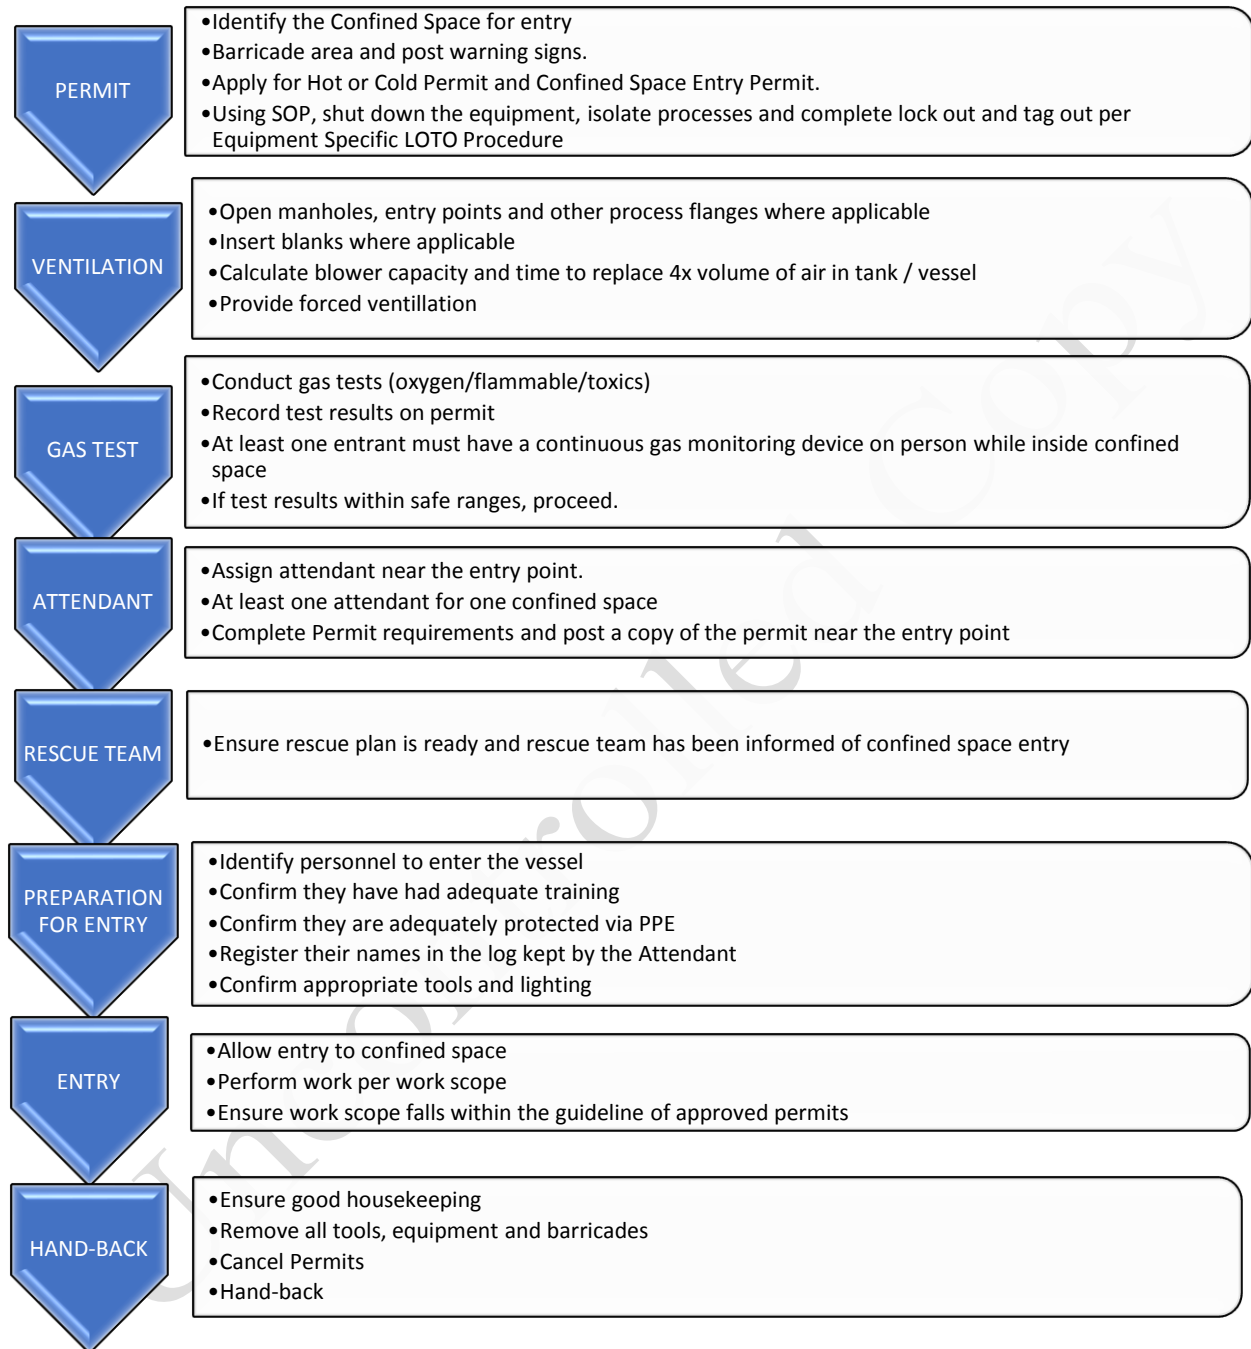 PERMIT
•Identify the Confined Space for entry
•Barricade area and post warning signs.
•Apply for Hot or Cold Permit and Confined Space Entry Permit.
•Using SOP, shut down the equipment, isolate processes and complete lock out and tag out per
Equipment Specific LOTO Procedure
VENTILATION
•Open manholes, entry points and other process flanges where applicable
•Insert blanks where applicable
•Calculate blower capacity and time to replace 4x volume of air in tank / vessel
•Provide forced ventillation
GAS TEST
•Conduct gas tests (oxygen/flammable/toxics)
•Record test results on permit
•At least one entrant must have a continuous gas monitoring device on person while inside confined
space
•If test results within safe ranges, proceed.
ATTENDANT
•Assign attendant near the entry point.
•At least one attendant for one confined space
•Complete Permit requirements and post a copy of the permit near the entry point
RESCUE TEAM
•Ensure rescue plan is ready and rescue team has been informed of confined space entry
PREPARATION
FOR ENTRY
•Identify personnel to enter the vessel
•Confirm they have had adequate training
•Confirm they are adequately protected via PPE
•Register their names in the log kept by the Attendant
•Confirm appropriate tools and lighting
ENTRY
•Allow entry to confined space
•Perform work per work scope
•Ensure work scope falls within the guideline of approved permits
HAND-BACK
•Ensure good housekeeping
•Remove all tools, equipment and barricades
•Cancel Permits
•Hand-back
Uncontrolled Copy